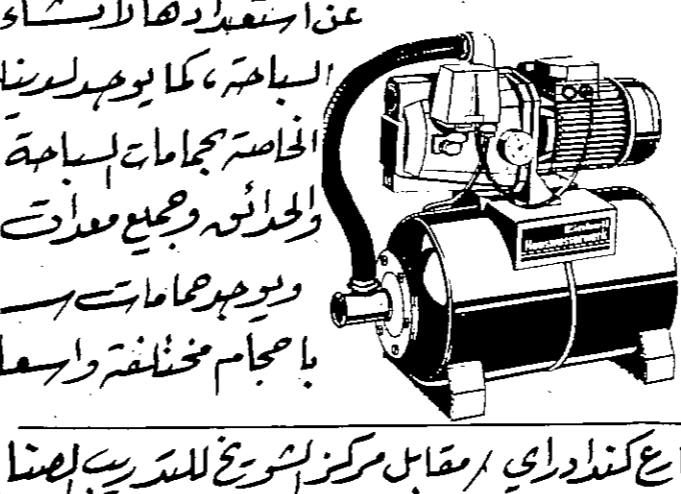 عن استعدادها لانشاء
السباحة، كما يوجد لدينا
الخاصة بحمامات السباحة
والحدائق وجميع معدات
ويوجد حمامات
باحجام مختلفة واسعا
ارع كندادراي / مقابل مركز الشويخ للتدريب الصنا